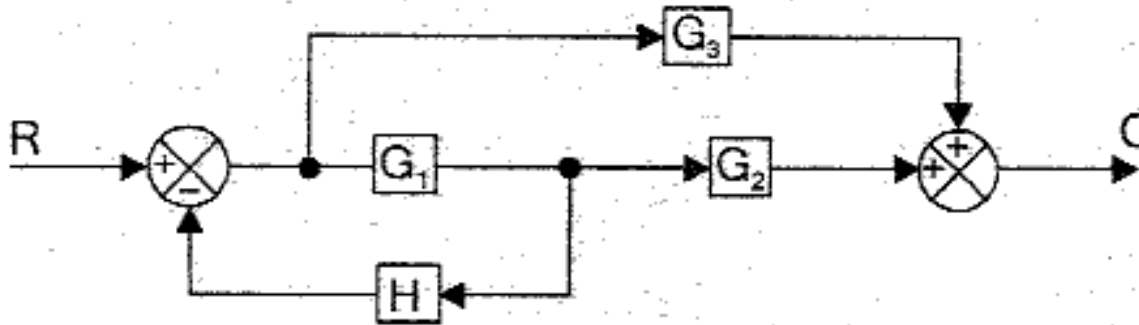 G₃
R
+
−
G₁
G₂
+
+
C
H